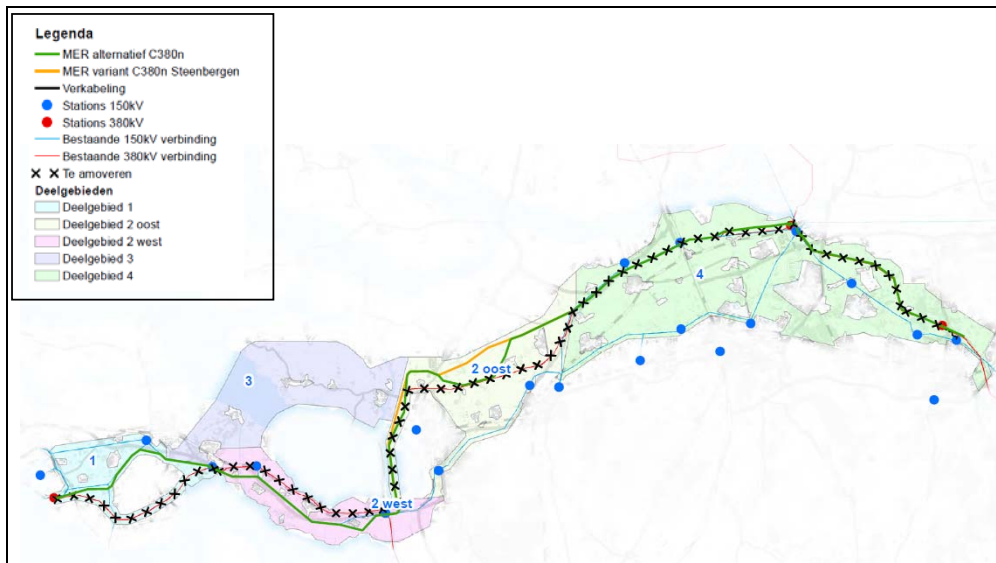 Legenda
MER alternatief C380n
MER variant C380n Steenbergen
Verkabeling
Stations 150kV
Stations 380kV
Bestaande 150kV verbinding
Bestaande 380kV verbinding
Te amoveren
Deelgebieden
Deelgebied 1
Deelgebied 2 oost
Deelgebied 2 west
Deelgebied 3
Deelgebied 4
4
2 oost
3
1
2 west